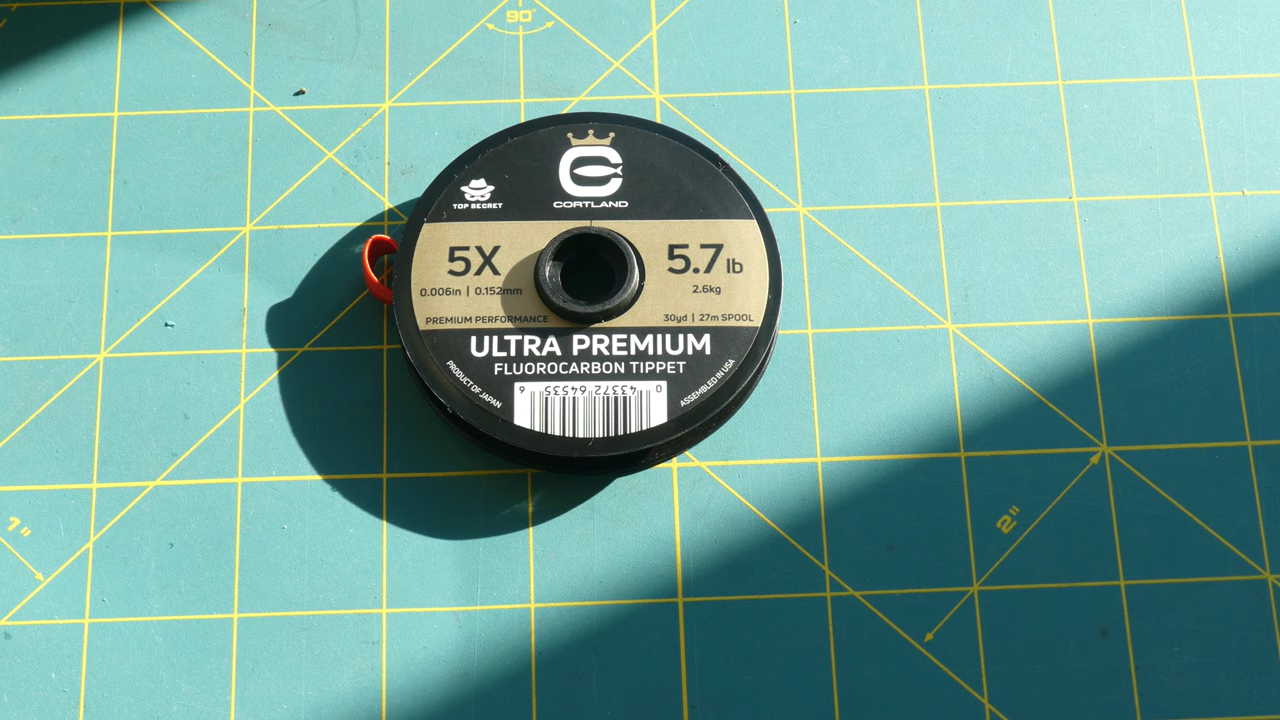 90°
CORTLAND
TOP SECRET
5X
5.7 lb
0.006in | 0.152mm
2.6kg
PREMIUM PERFORMANCE
30yd | 27m SPOOL
ULTRA PREMIUM
FLUOROCARBON TIPPET
PRODUCT OF JAPAN
ASSEMBLED IN USA
0 43372 64535 6
1"
2"